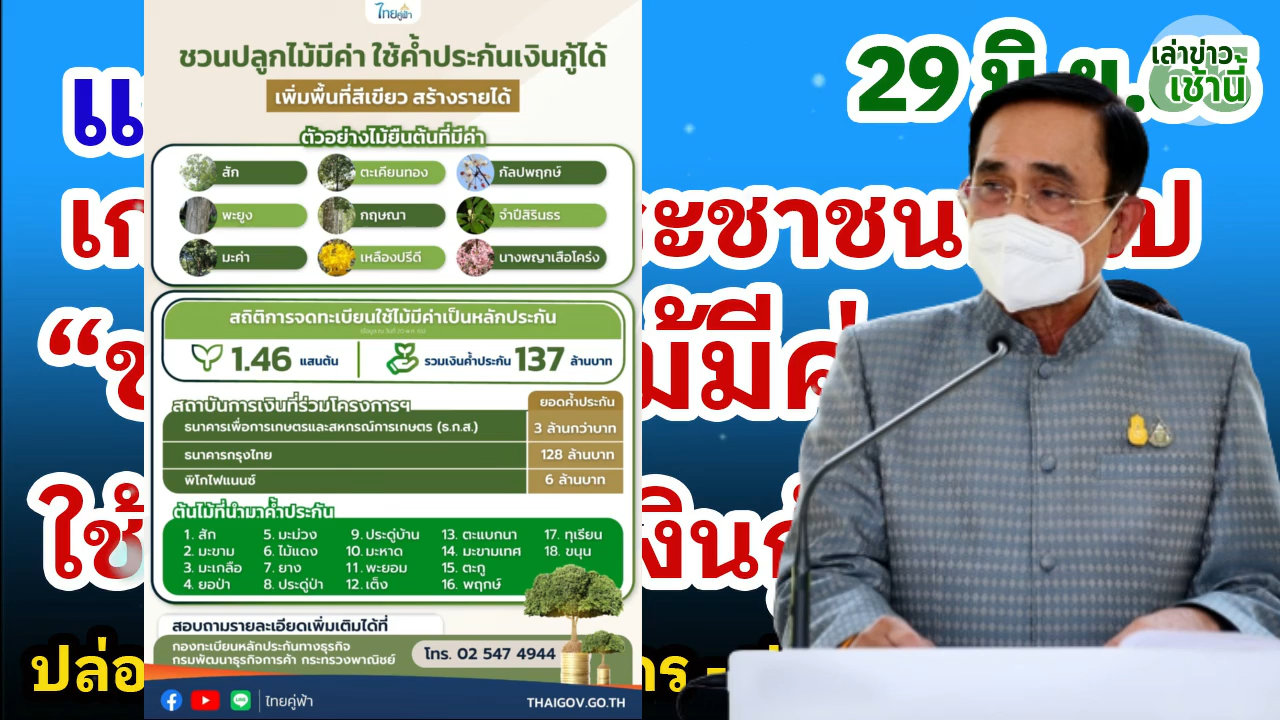 ไทยคู่ฟ้า
ชวนปลูกไม้มีค่า ใช้ค้ำประกันเงินกู้ได้
เพิ่มพื้นที่สีเขียว สร้างรายได้
ตัวอย่างไม้ยืนต้นที่มีค่า
สัก
ตะเคียนทอง
กัลปพฤกษ์
พะยูง
กฤษณา
จำปีสิรินธร
มะค่า
เหลืองปรีดี
นางพญาเสือโคร่ง
สถิติการจดทะเบียนใช้ไม้มีค่าเป็นหลักประกัน
1.46 แสนต้น
รวมเงินค้ำประกัน 137 ล้านบาท
สถาบันการเงินที่ร่วมโครงการฯ
ยอดค้ำประกัน
ธนาคารเพื่อการเกษตรและสหกรณ์การเกษตร (ธ.ก.ส.) 3 ล้านกว่าบาท
ธนาคารกรุงไทย 128 ล้านบาท
พิโกไฟแนนซ์ 6 ล้านบาท
ต้นไม้ที่นำมาค้ำประกัน
1. สัก 5. มะม่วง 9. ประดู่บ้าน 13. ตะแบกนา 17. ทุเรียน
2. มะขาม 6. ไม้แดง 10. มะหาด 14. มะขามเทศ 18. ขนุน
3. มะเกลือ 7. ยาง 11. พะยอม 15. ตะกู
4. ยอป่า 8. ประดู่ป่า 12. เต็ง 16. พฤกษ์
สอบถามรายละเอียดเพิ่มเติมได้ที่
กองทะเบียนหลักประกันทางธุรกิจ
กรมพัฒนาธุรกิจการค้า กระทรวงพาณิชย์
โทร. 02 547 4944
ไทยคู่ฟ้า
THAIGOV.GO.TH
29 มิ.ย.
เล่าข่าว
เช้านี้
ระชาชน
ไม้มีค่
ใช้
เงินกู้
ปล่อ